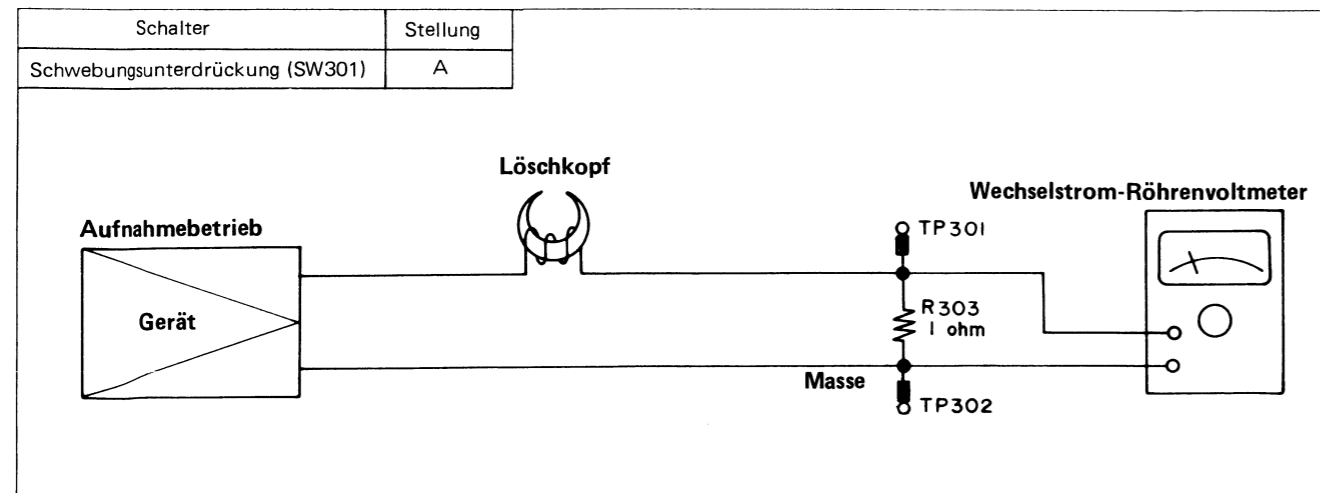 Schalter Stellung
Schwebungsunterdrückung (SW301) A
Löschkopf
Wechselstrom-Röhrenvoltmeter
Aufnahmebetrieb
TP301
Gerät
R303
1 ohm
Masse
TP302